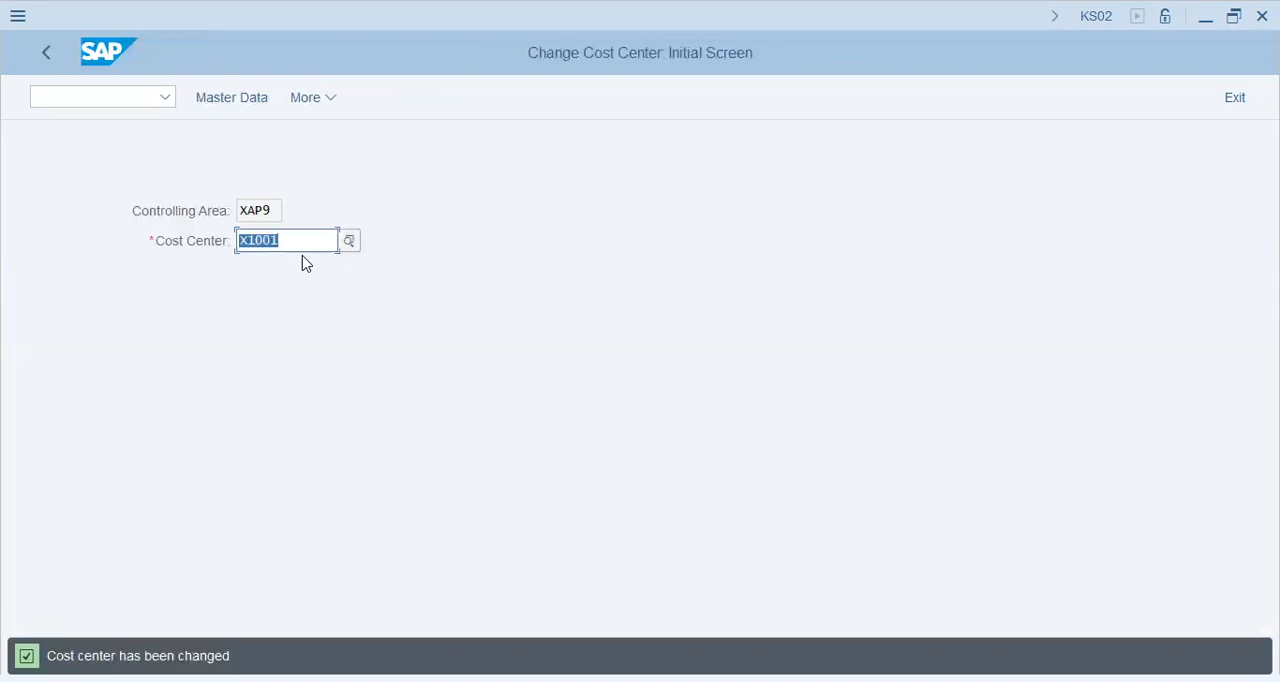 KS02
SAP
Change Cost Center: Initial Screen
Master Data More Exit
Controlling Area: XAP9
*Cost Center: X1001
Cost center has been changed